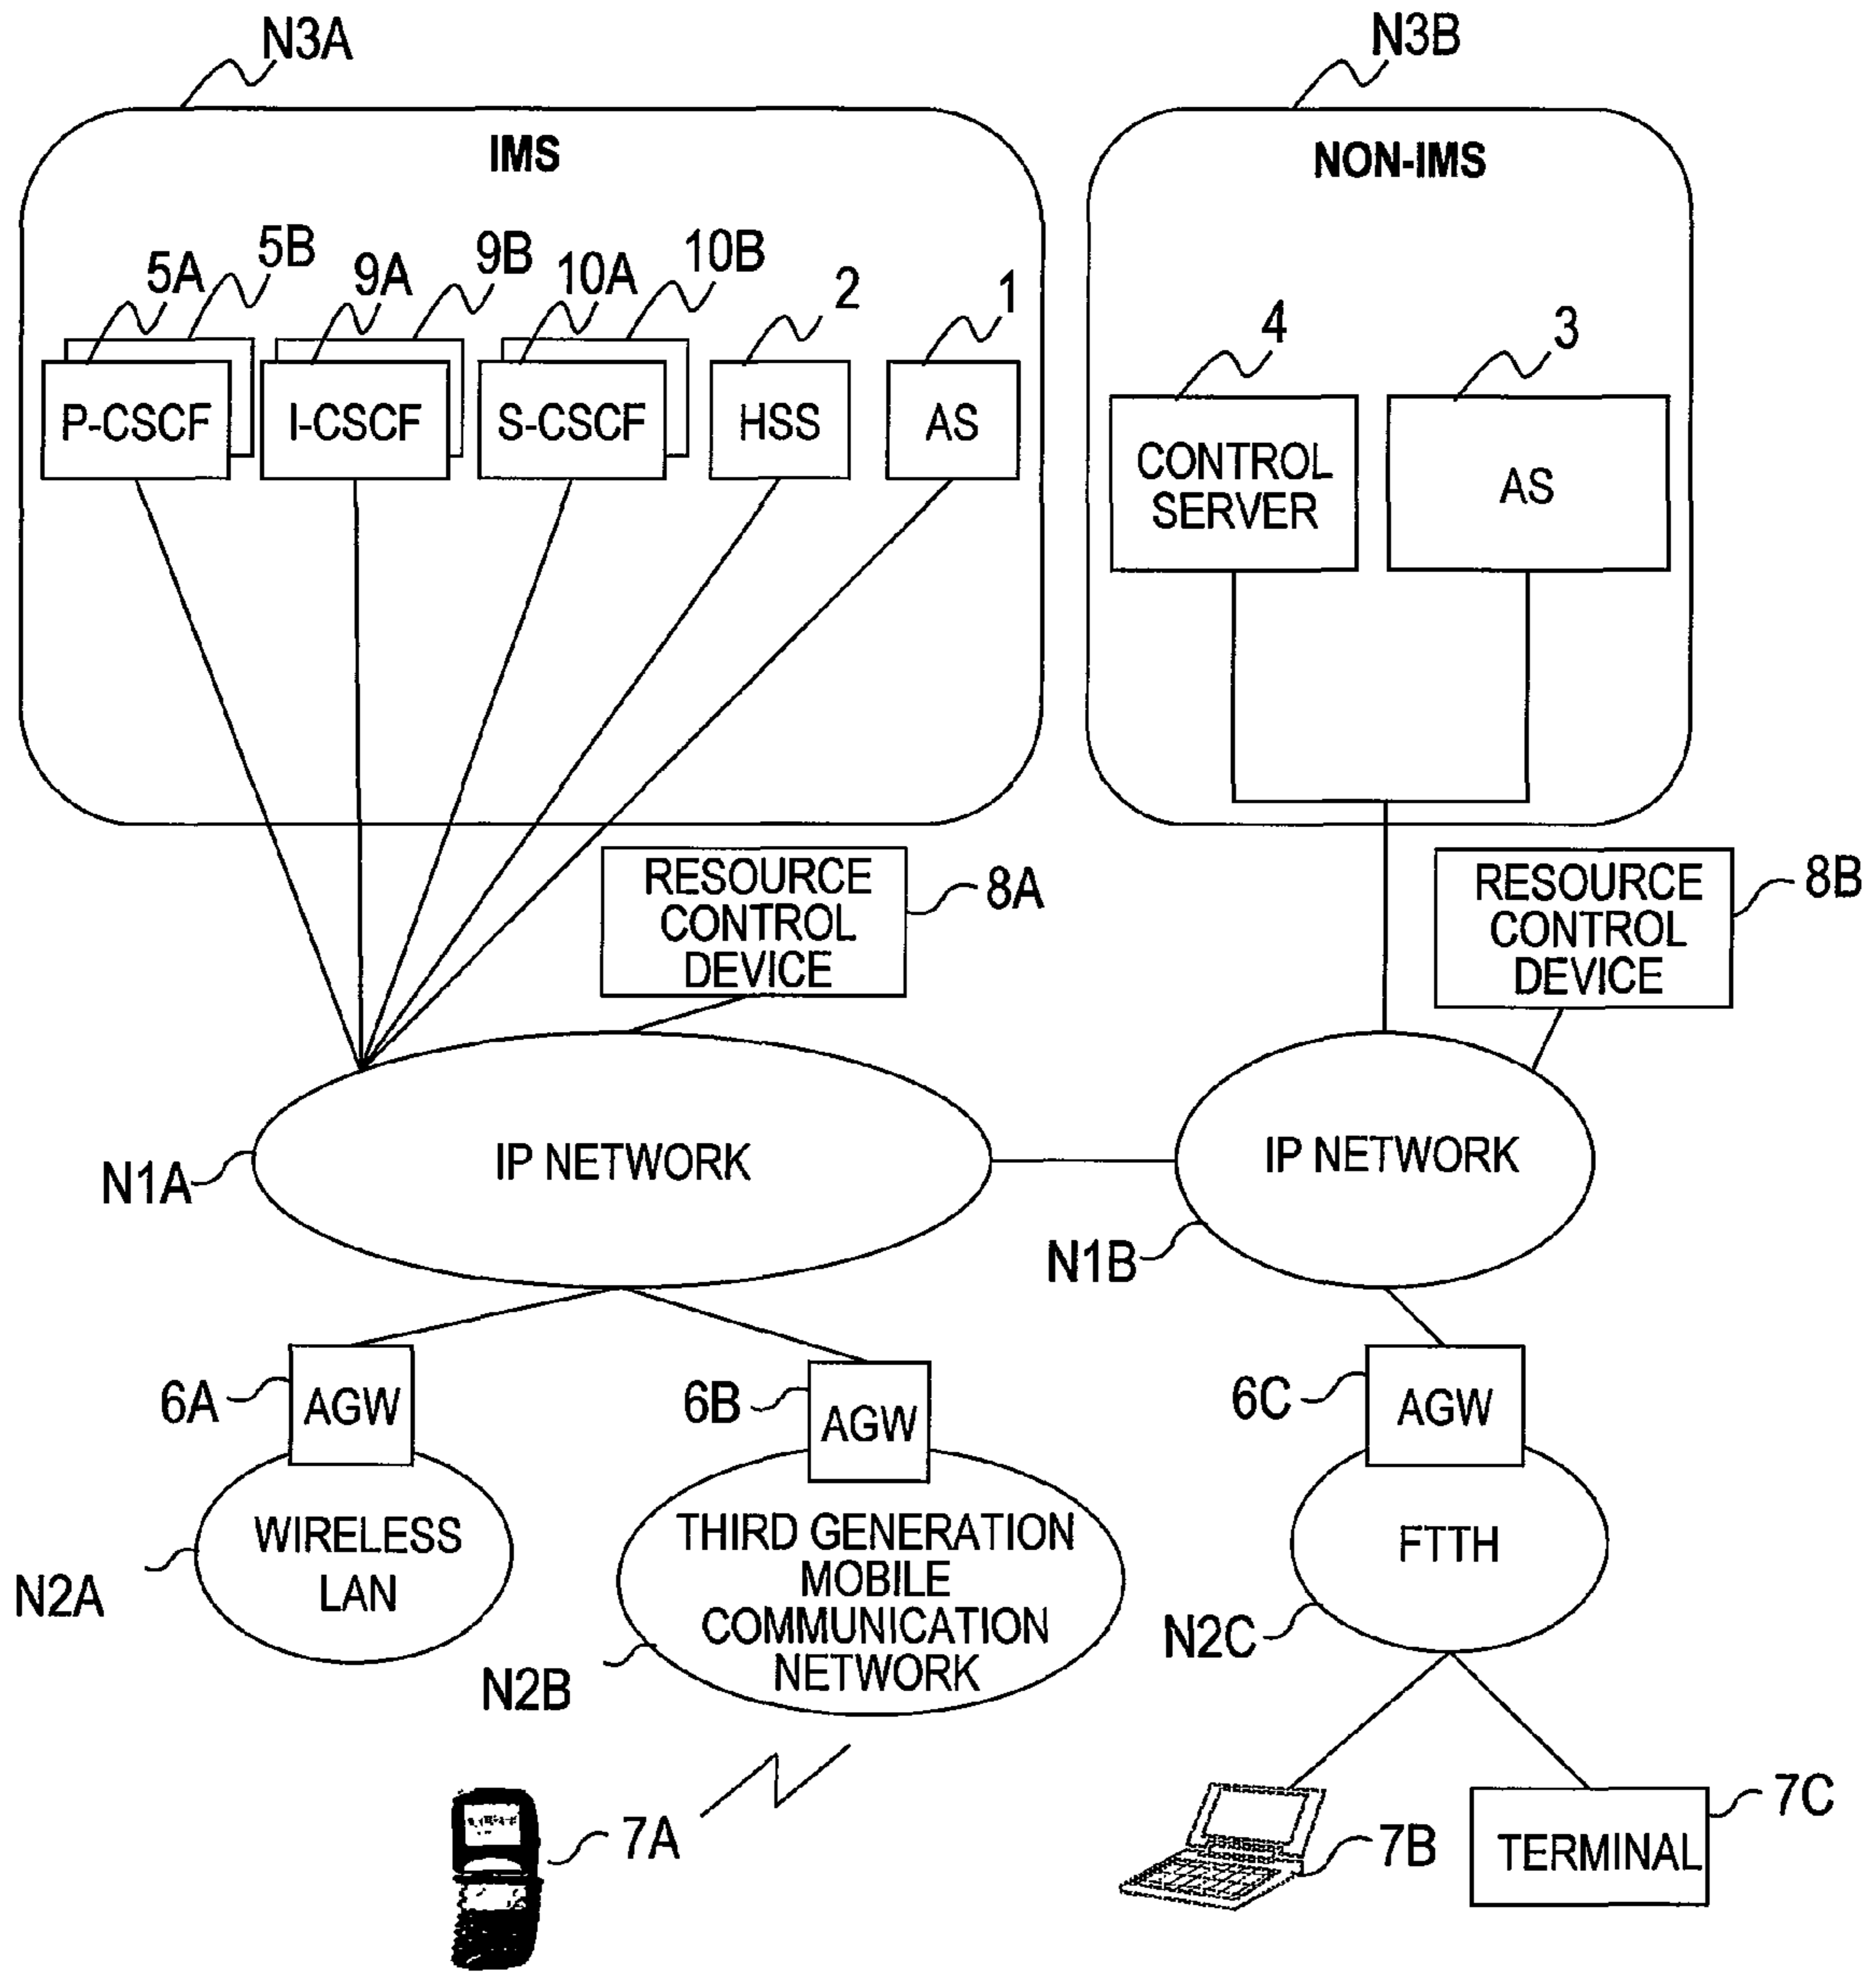 N3A
N3B
IMS
NON-IMS
5A
5B
9A
9B
10A
10B
2
1
4
3
P-CSCF
I-CSCF
S-CSCF
HSS
AS
CONTROL
SERVER
AS
RESOURCE
CONTROL
DEVICE
8A
RESOURCE
CONTROL
DEVICE
8B
IP NETWORK
N1A
IP NETWORK
N1B
6A
AGW
6B
AGW
6C
AGW
WIRELESS
LAN
N2A
THIRD GENERATION
MOBILE
COMMUNICATION
NETWORK
N2B
FTTH
N2C
7A
7B
TERMINAL
7C